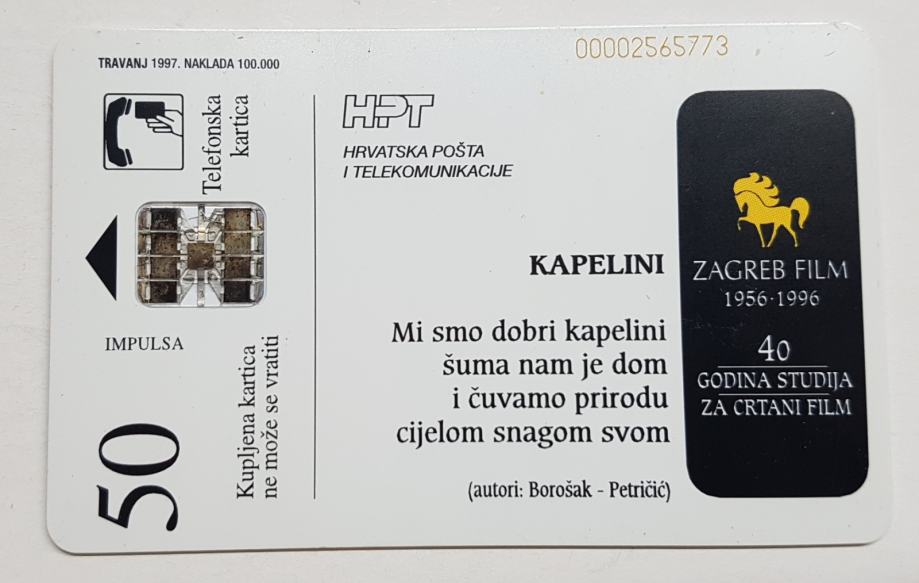 TRAVANJ 1997. NAKLADA 100.000
00002565773
Telefonska
kartica
IMPULSA
50
Kupljena kartica
ne može se vratiti
HPT
HRVATSKA POŠTA
I TELEKOMUNIKACIJE
KAPELINI
Mi smo dobri kapelini
šuma nam je dom
i čuvamo prirodu
cijelom snagom svom
(autori: Borošak - Petričić)
ZAGREB FILM
1956·1996
40
GODINA STUDIJA
ZA CRTANI FILM